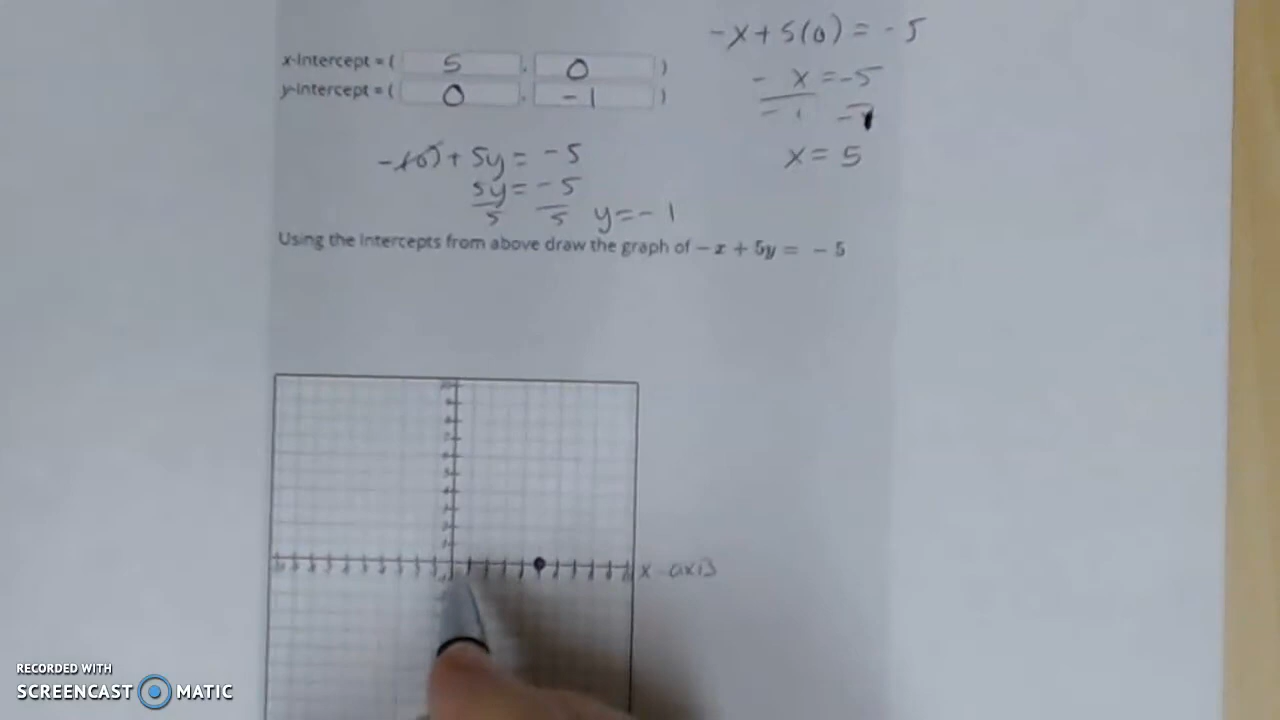 -x+5(0) = -5
x-intercept = ( 5 , 0 )
y-intercept = ( 0 , -1 )
- x = -5
-1 -1
x = 5
-(0) + 5y = -5
5y = -5
5 5 y = -1
Using the intercepts from above draw the graph of -x + 5y = -5
x-axis
RECORDED WITH
SCREENCAST MATIC